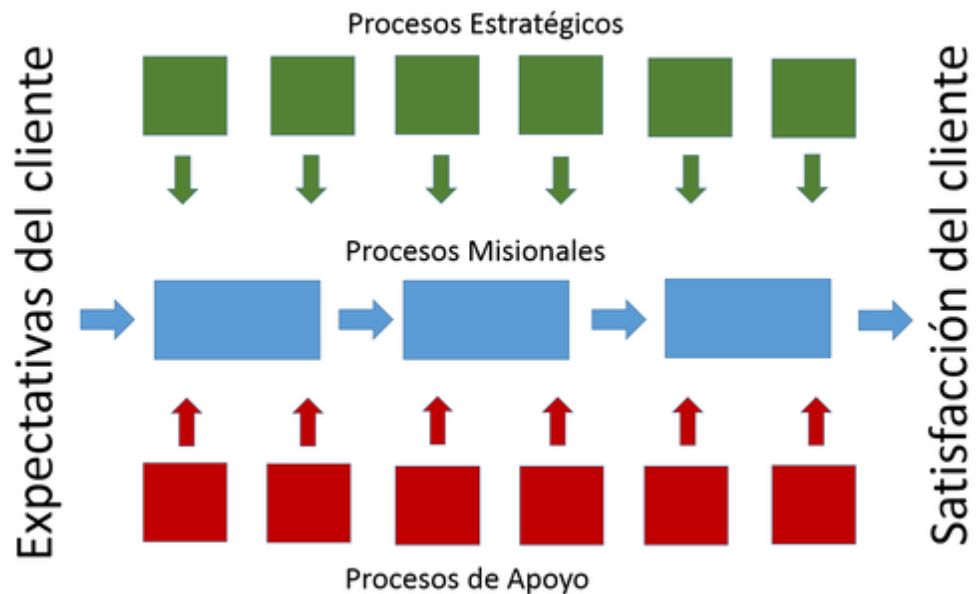 Procesos Estratégicos
Expectativas del cliente
Procesos Misionales
Satisfacción del cliente
Procesos de Apoyo